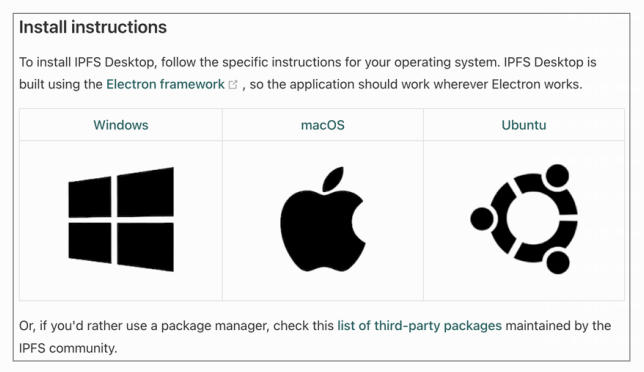 Install instructions
To install IPFS Desktop, follow the specific instructions for your operating system. IPFS Desktop is
built using the Electron framework , so the application should work wherever Electron works.
Windows macOS Ubuntu
Or, if you'd rather use a package manager, check this list of third-party packages maintained by the
IPFS community.